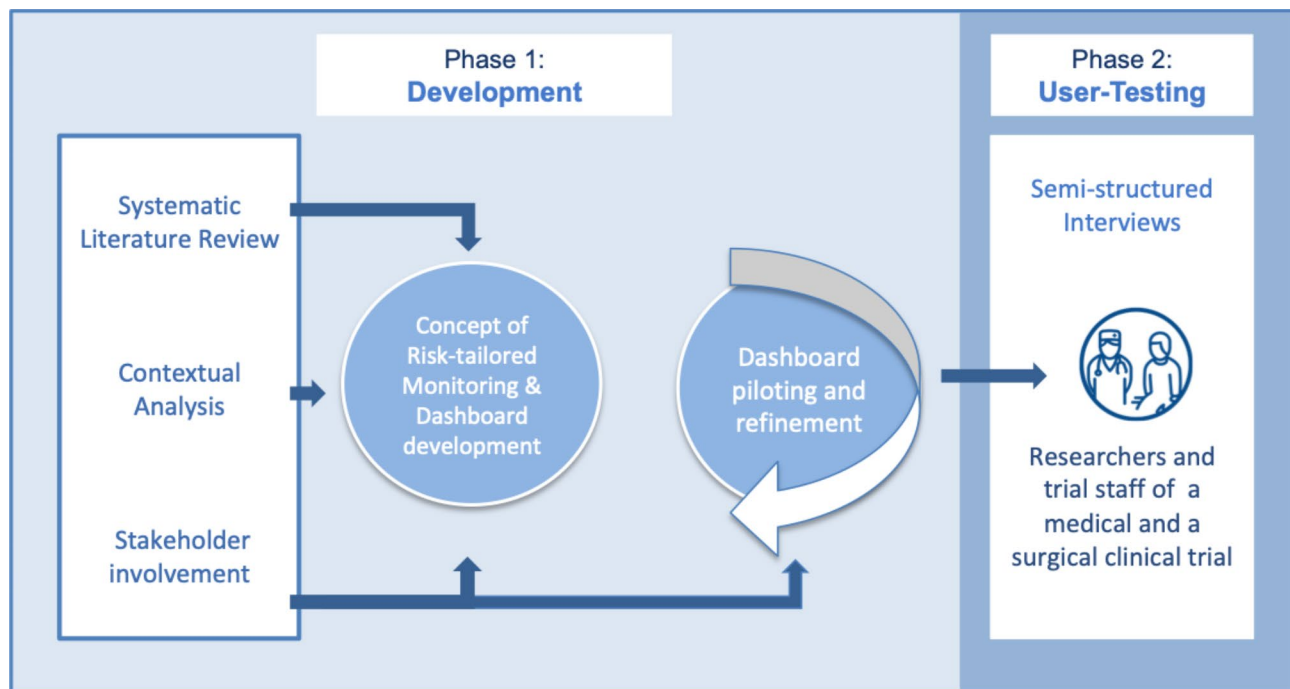 Phase 1:
Development
Phase 2:
User-Testing
Systematic
Literature Review
Contextual
Analysis
Stakeholder
involvement
Concept of
Risk-tailored
Monitoring &
Dashboard
development
Dashboard
piloting and
refinement
Semi-structured
Interviews
Researchers and
trial staff of a
medical and a
surgical clinical trial